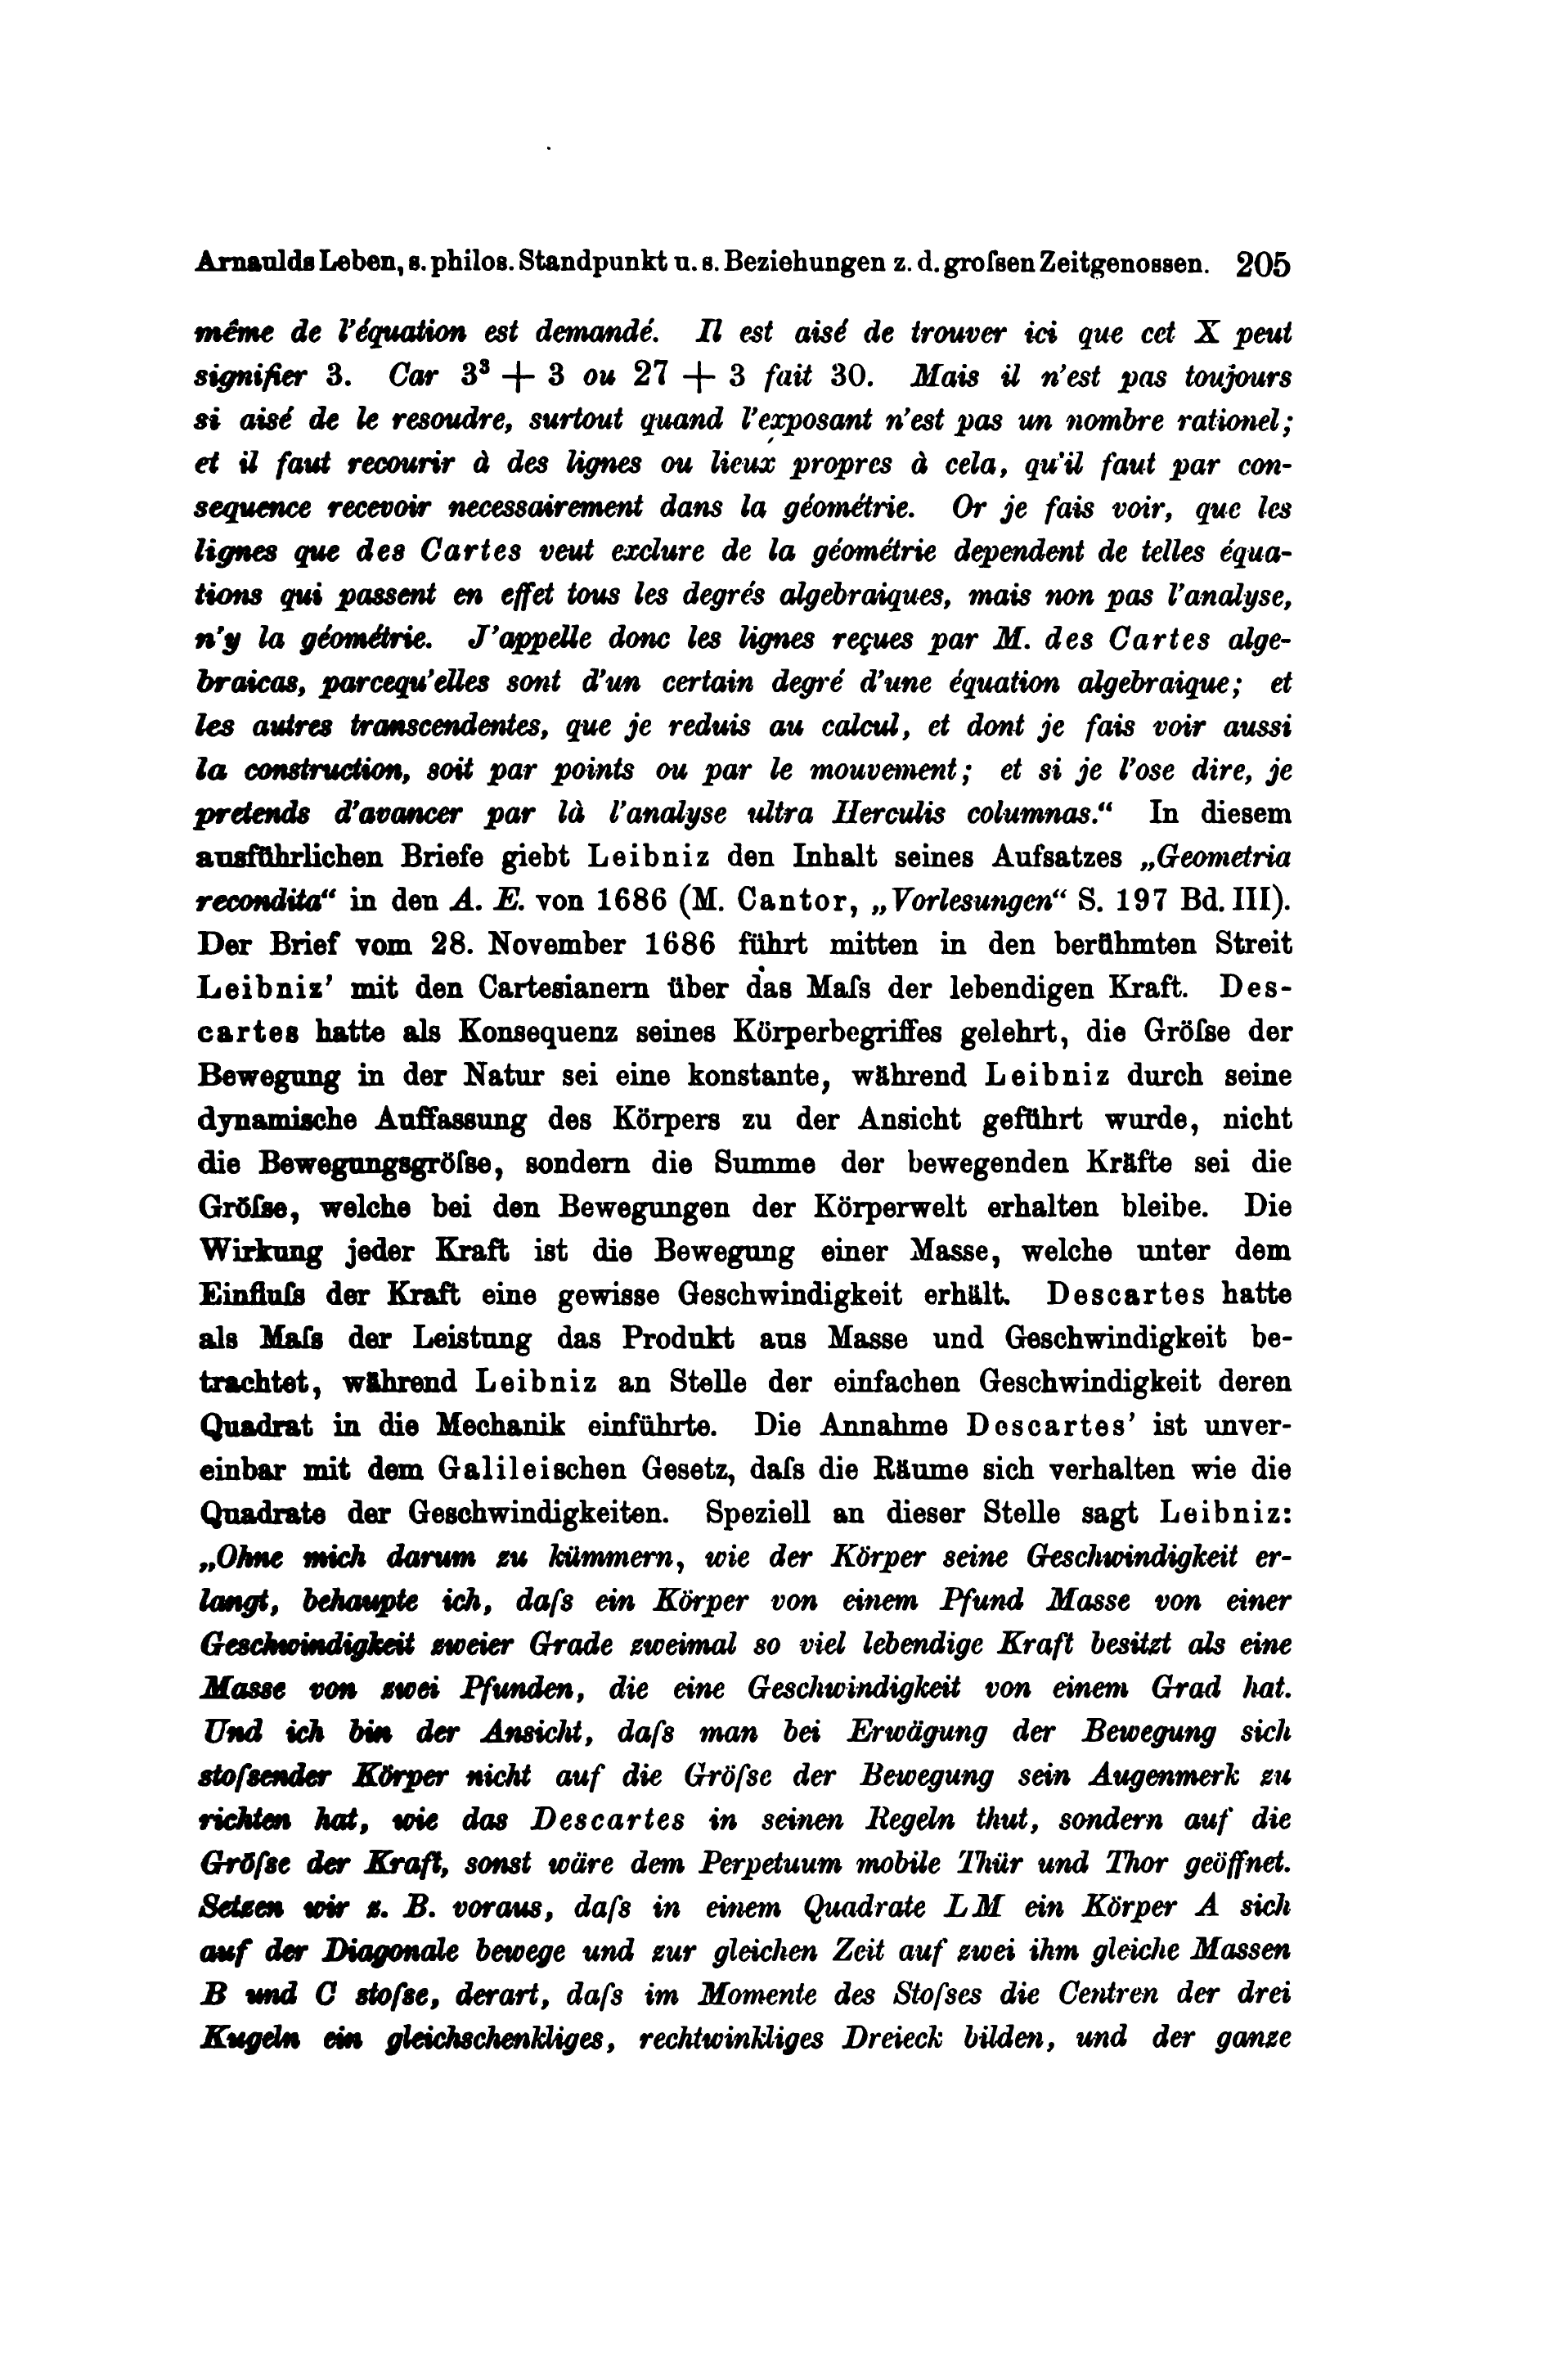 Arnaulds Leben, s. philos. Standpunkt u. s. Beziehungen z. d. groſsen Zeitgenossen. 205
même de l'équation est demandé. Il est aisé de trouver ici que cet X peut
signifier 3. Car 3³ + 3 ou 27 + 3 fait 30. Mais il n'est pas toujours
si aisé de le resoudre, surtout quand l'exposant n'est pas un nombre rationel;
et il faut recourir à des lignes ou lieux propres à cela, qu'il faut par con-
sequence recevoir necessairement dans la géométrie. Or je fais voir, que les
lignes que des Cartes veut exclure de la géométrie dependent de telles équa-
tions qui passent en effet tous les degrés algebraiques, mais non pas l'analyse,
n'y la géométrie. J'appelle donc les lignes reçues par M. des Cartes alge-
braicas, parcequ'elles sont d'un certain degré d'une équation algebraique; et
les autres transcendentes, que je reduis au calcul, et dont je fais voir aussi
la construction, soit par points ou par le mouvement; et si je l'ose dire, je
pretends d'avancer par là l'analyse ultra Herculis columnas.“ In diesem
ausführlichen Briefe giebt Leibniz den Inhalt seines Aufsatzes „Geometria
recondita“ in den A. E. von 1686 (M. Cantor, „Vorlesungen“ S. 197 Bd. III).
Der Brief vom 28. November 1686 führt mitten in den berühmten Streit
Leibniz' mit den Cartesianern über das Maſs der lebendigen Kraft. Des-
cartes hatte als Konsequenz seines Körperbegriffes gelehrt, die Gröſse der
Bewegung in der Natur sei eine konstante, während Leibniz durch seine
dynamische Auffassung des Körpers zu der Ansicht geführt wurde, nicht
die Bewegungsgröſse, sondern die Summe der bewegenden Kräfte sei die
Gröſse, welche bei den Bewegungen der Körperwelt erhalten bleibe. Die
Wirkung jeder Kraft ist die Bewegung einer Masse, welche unter dem
Einfluſs der Kraft eine gewisse Geschwindigkeit erhält. Descartes hatte
als Maſs der Leistung das Produkt aus Masse und Geschwindigkeit be-
trachtet, während Leibniz an Stelle der einfachen Geschwindigkeit deren
Quadrat in die Mechanik einführte. Die Annahme Descartes' ist unver-
einbar mit dem Galileischen Gesetz, daſs die Räume sich verhalten wie die
Quadrate der Geschwindigkeiten. Speziell an dieser Stelle sagt Leibniz:
„Ohne mich darum zu kümmern, wie der Körper seine Geschwindigkeit er-
langt, behaupte ich, daſs ein Körper von einem Pfund Masse von einer
Geschwindigkeit zweier Grade zweimal so viel lebendige Kraft besitzt als eine
Masse von zwei Pfunden, die eine Geschwindigkeit von einem Grad hat.
Und ich bin der Ansicht, daſs man bei Erwägung der Bewegung sich
stoſsender Körper nicht auf die Gröſse der Bewegung sein Augenmerk zu
richten hat, wie das Descartes in seinen Regeln thut, sondern auf die
Gröſse der Kraft, sonst wäre dem Perpetuum mobile Thür und Thor geöffnet.
Setzen wir z. B. voraus, daſs in einem Quadrate LM ein Körper A sich
auf der Diagonale bewege und zur gleichen Zeit auf zwei ihm gleiche Massen
B und C stoſse, derart, daſs im Momente des Stoſses die Centren der drei
Kugeln ein gleichschenkliges, rechtwinkliges Dreieck bilden, und der ganze